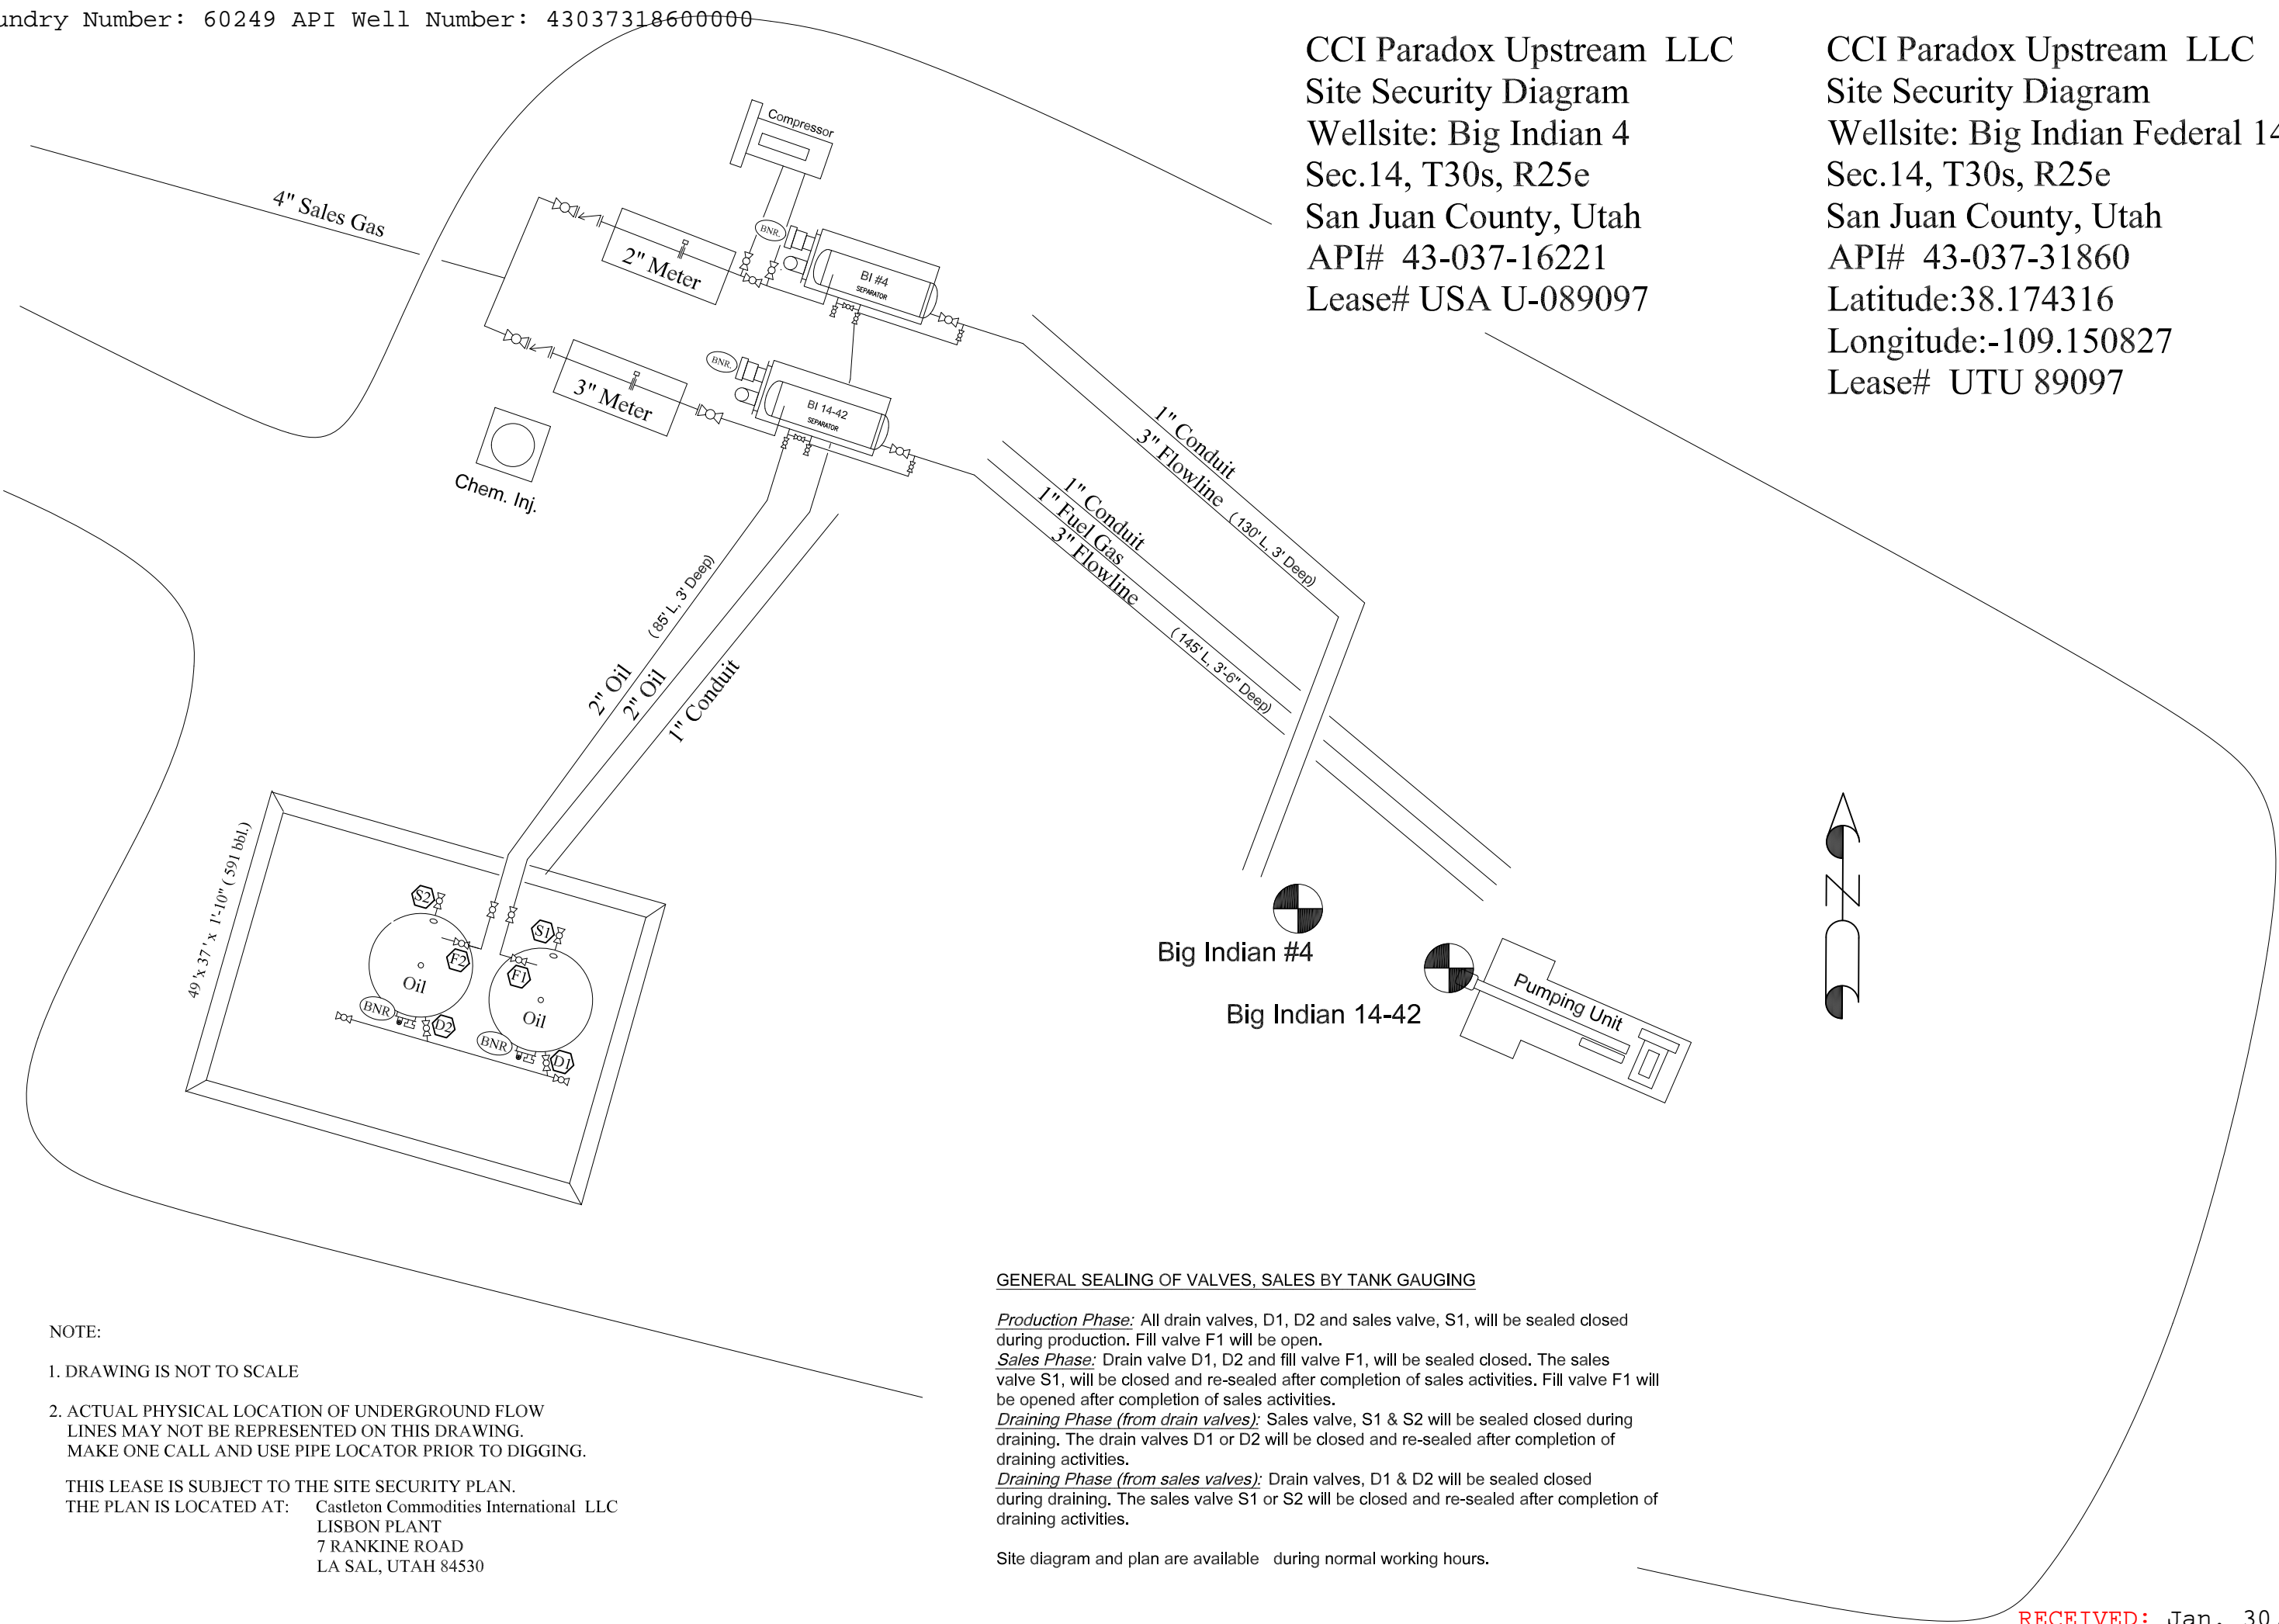 undry Number: 60249 API Well Number: 43037318600000
CCI Paradox Upstream LLC
Site Security Diagram
Wellsite: Big Indian 4
Sec.14, T30s, R25e
San Juan County, Utah
API# 43-037-16221
Lease# USA U-089097
CCI Paradox Upstream LLC
Site Security Diagram
Wellsite: Big Indian Federal 14
Sec.14, T30s, R25e
San Juan County, Utah
API# 43-037-31860
Latitude:38.174316
Longitude:-109.150827
Lease# UTU 89097
Compressor
4" Sales Gas
2" Meter
BNR.
BI #4
SEPARATOR
3" Meter
BNR.
BI 14-42
SEPARATOR
Chem. Inj.
1" Conduit
3" Flowline (130' L, 3' Deep)
1" Conduit
1" Fuel Gas
3" Flowline
(145' L, 3'-6" Deep)
(85' L, 3' Deep)
2" Oil
2" Oil
1" Conduit
49 'x 37 ' x 1'-10" ( 591 bbl.)
S2
S1
F2
F1
Oil
Oil
BNR
D2
BNR
D1
Big Indian #4
Big Indian 14-42
Pumping Unit
N
NOTE:
1. DRAWING IS NOT TO SCALE
2. ACTUAL PHYSICAL LOCATION OF UNDERGROUND FLOW
LINES MAY NOT BE REPRESENTED ON THIS DRAWING.
MAKE ONE CALL AND USE PIPE LOCATOR PRIOR TO DIGGING.
THIS LEASE IS SUBJECT TO THE SITE SECURITY PLAN.
THE PLAN IS LOCATED AT: Castleton Commodities International LLC
LISBON PLANT
7 RANKINE ROAD
LA SAL, UTAH 84530
GENERAL SEALING OF VALVES, SALES BY TANK GAUGING
Production Phase: All drain valves, D1, D2 and sales valve, S1, will be sealed closed
during production. Fill valve F1 will be open.
Sales Phase: Drain valve D1, D2 and fill valve F1, will be sealed closed. The sales
valve S1, will be closed and re-sealed after completion of sales activities. Fill valve F1 will
be opened after completion of sales activities.
Draining Phase (from drain valves): Sales valve, S1 & S2 will be sealed closed during
draining. The drain valves D1 or D2 will be closed and re-sealed after completion of
draining activities.
Draining Phase (from sales valves): Drain valves, D1 & D2 will be sealed closed
during draining. The sales valve S1 or S2 will be closed and re-sealed after completion of
draining activities.
Site diagram and plan are available during normal working hours.
RECEIVED: Jan. 30,